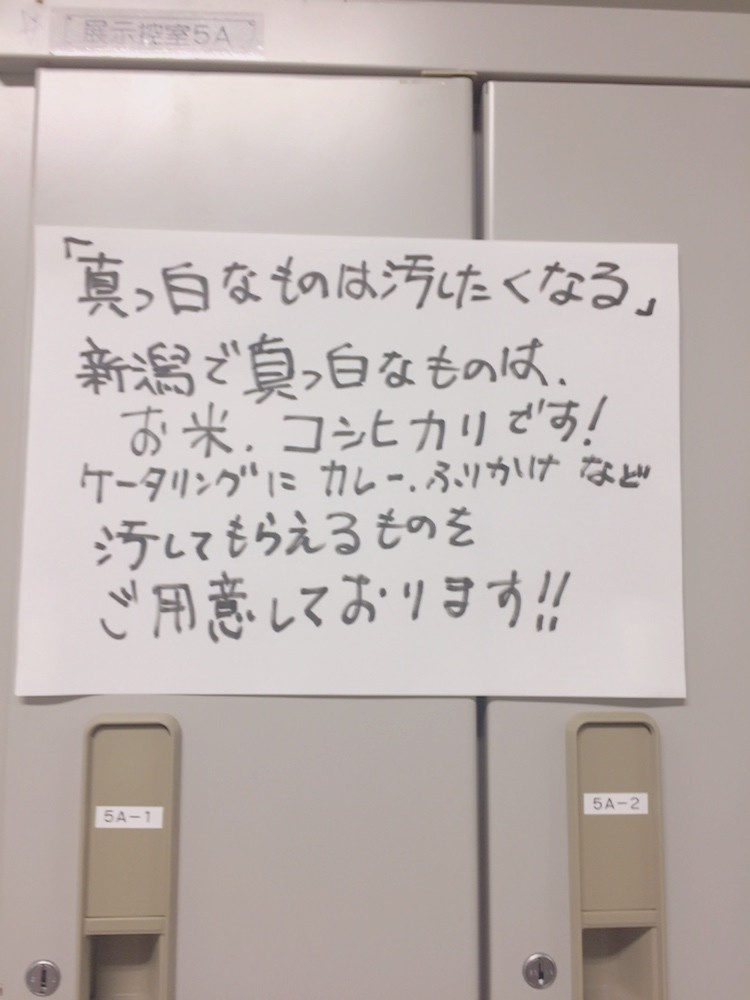 展示控室5A
「真っ白なものは汚したくなる」
新潟で真っ白なものは、
お米、コシヒカリです!
ケータリングに カレー、ふりかけ など
汚してもらえるものを
ご用意しております!!
5A-1
5A-2